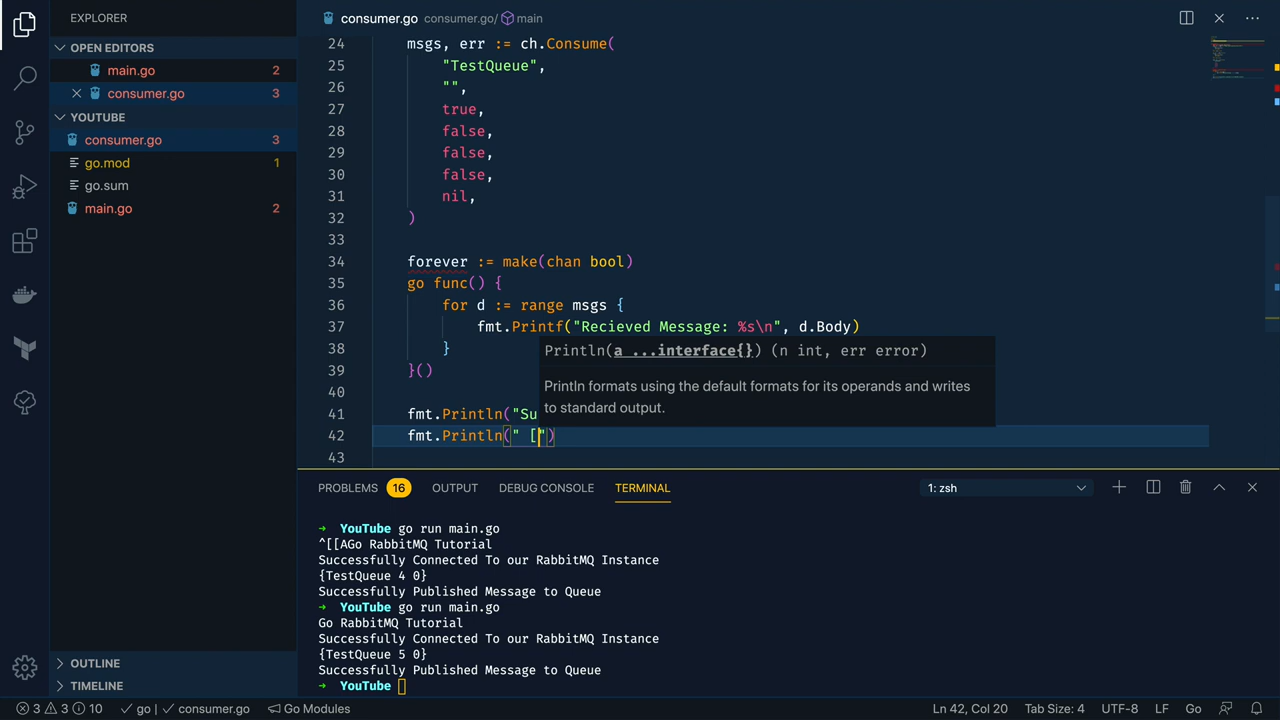 EXPLORER
OPEN EDITORS
main.go 2
consumer.go 3
YOUTUBE
consumer.go 3
go.mod 1
go.sum
main.go 2
OUTLINE
TIMELINE
consumer.go consumer.go/ main
24 msgs, err := ch.Consume(
25 "TestQueue",
26 "",
27 true,
28 false,
29 false,
30 false,
31 nil,
32 )
33
34 forever := make(chan bool)
35 go func() {
36 for d := range msgs {
37 fmt.Printf("Recieved Message: %s\n", d.Body)
38 }
39 }()
40
41 fmt.Println("Su
42 fmt.Println(" [")
43
Println(a ...interface{}) (n int, err error)
Println formats using the default formats for its operands and writes
to standard output.
PROBLEMS 16 OUTPUT DEBUG CONSOLE TERMINAL 1: zsh
➜ YouTube go run main.go
^[[AGo RabbitMQ Tutorial
Successfully Connected To our RabbitMQ Instance
{TestQueue 4 0}
Successfully Published Message to Queue
➜ YouTube go run main.go
Go RabbitMQ Tutorial
Successfully Connected To our RabbitMQ Instance
{TestQueue 5 0}
Successfully Published Message to Queue
➜ YouTube
3 3 10 go consumer.go Go Modules Ln 42, Col 20 Tab Size: 4 UTF-8 LF Go